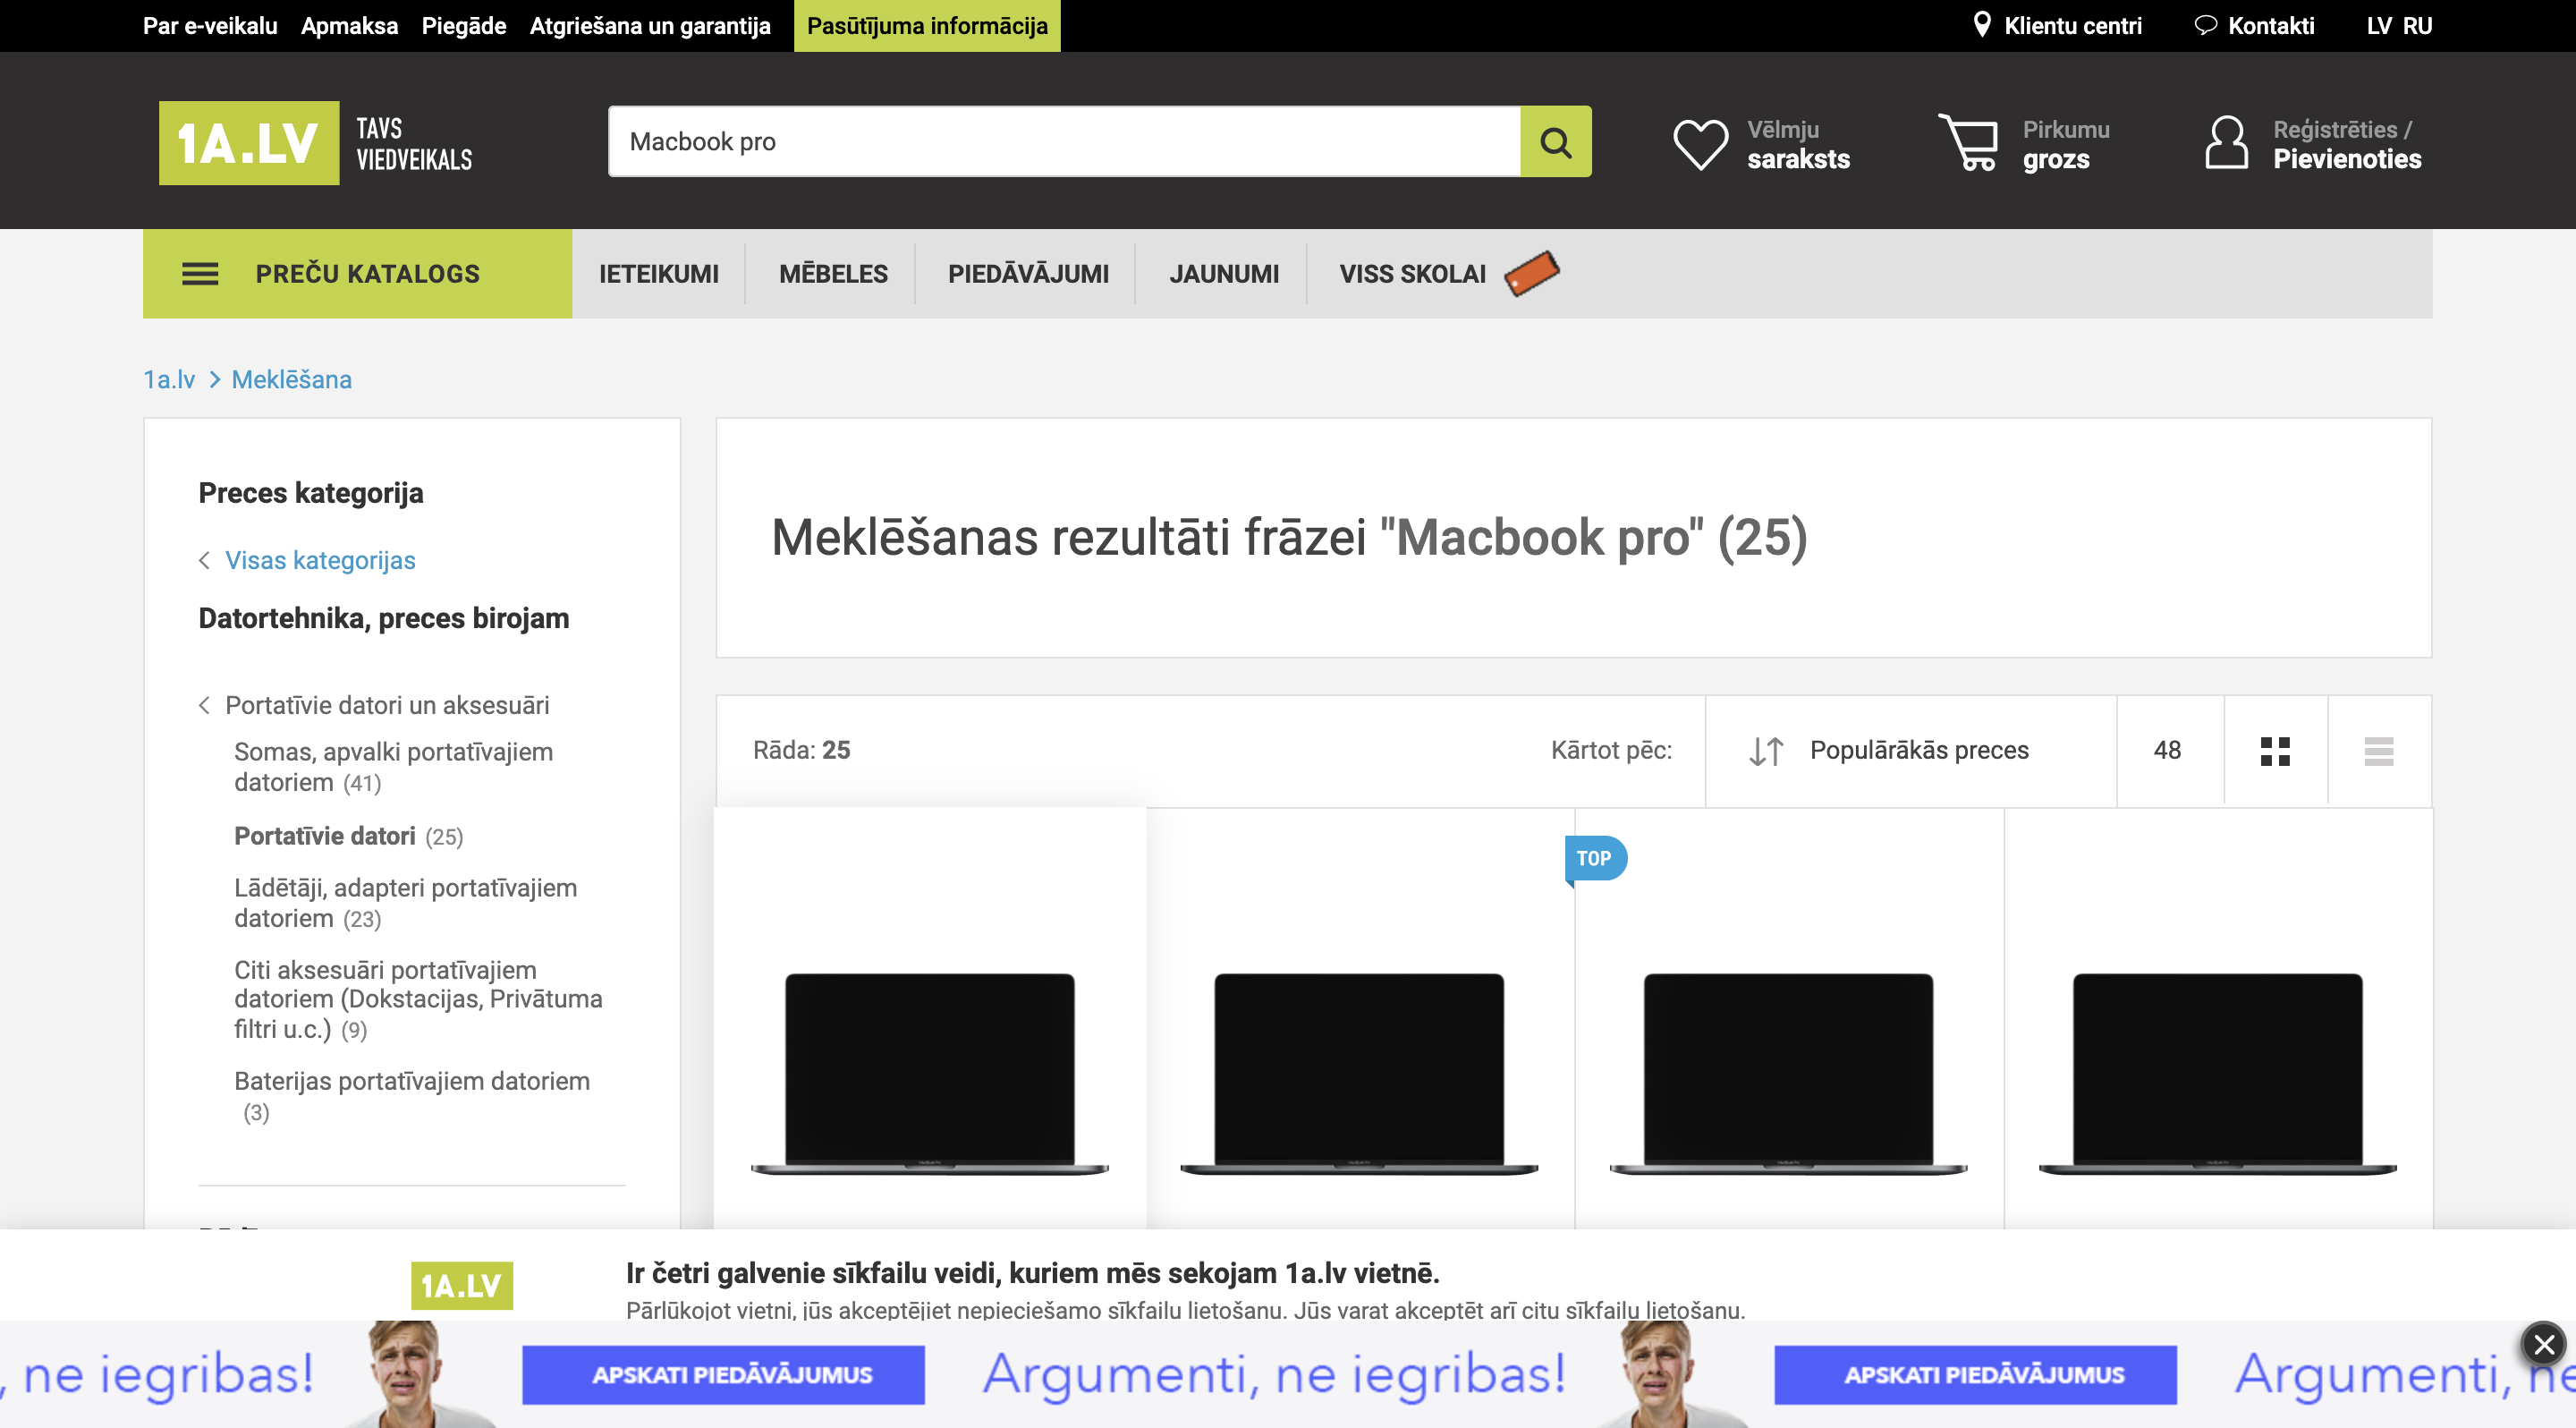 Par e-veikalu Apmaksa Piegāde Atgriešana un garantija Pasūtījuma informācija Klientu centri Kontakti LV RU
1A.LV
TAVS
VIEDVEIKALS
Macbook pro
Vēlmju
saraksts
Pirkumu
grozs
Reģistrēties /
Pievienoties
PREČU KATALOGS IETEIKUMI MĒBELES PIEDĀVĀJUMI JAUNUMI VISS SKOLAI
1a.lv > Meklēšana
Preces kategorija
Visas kategorijas
Datortehnika, preces birojam
Portatīvie datori un aksesuāri
Somas, apvalki portatīvajiem
datoriem (41)
Portatīvie datori (25)
Lādētāji, adapteri portatīvajiem
datoriem (23)
Citi aksesuāri portatīvajiem
datoriem (Dokstacijas, Privātuma
filtri u.c.) (9)
Baterijas portatīvajiem datoriem
(3)
Meklēšanas rezultāti frāzei "Macbook pro" (25)
Rāda: 25 Kārtot pēc: Populārākās preces 48
TOP
1A.LV
Ir četri galvenie sīkfailu veidi, kuriem mēs sekojam 1a.lv vietnē.
Pārlūkojot vietni, jūs akceptējiet nepieciešamo sīkfailu lietošanu. Jūs varat akceptēt arī citu sīkfailu lietošanu.
, ne iegribas! APSKATI PIEDĀVĀJUMUS Argumenti, ne iegribas! APSKATI PIEDĀVĀJUMUS Argumenti, ne